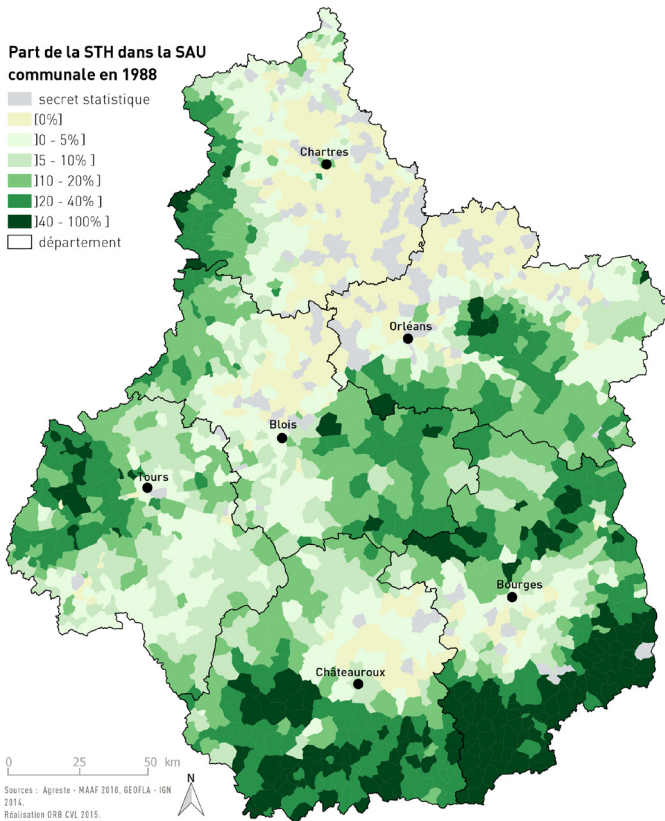 Part de la STH dans la SAU
communale en 1988
secret statistique
[0%]
]0 - 5%]
]5 - 10% ]
]10 - 20% ]
]20 - 40% ]
]40 - 100% ]
département
Chartres
Orléans
Blois
Tours
Bourges
Châteauroux
0 50 km
N
Sources : Agreste - MAAF 2010, GEOFLA - IGN
2014.
Réalisation ORB CVL 2015.